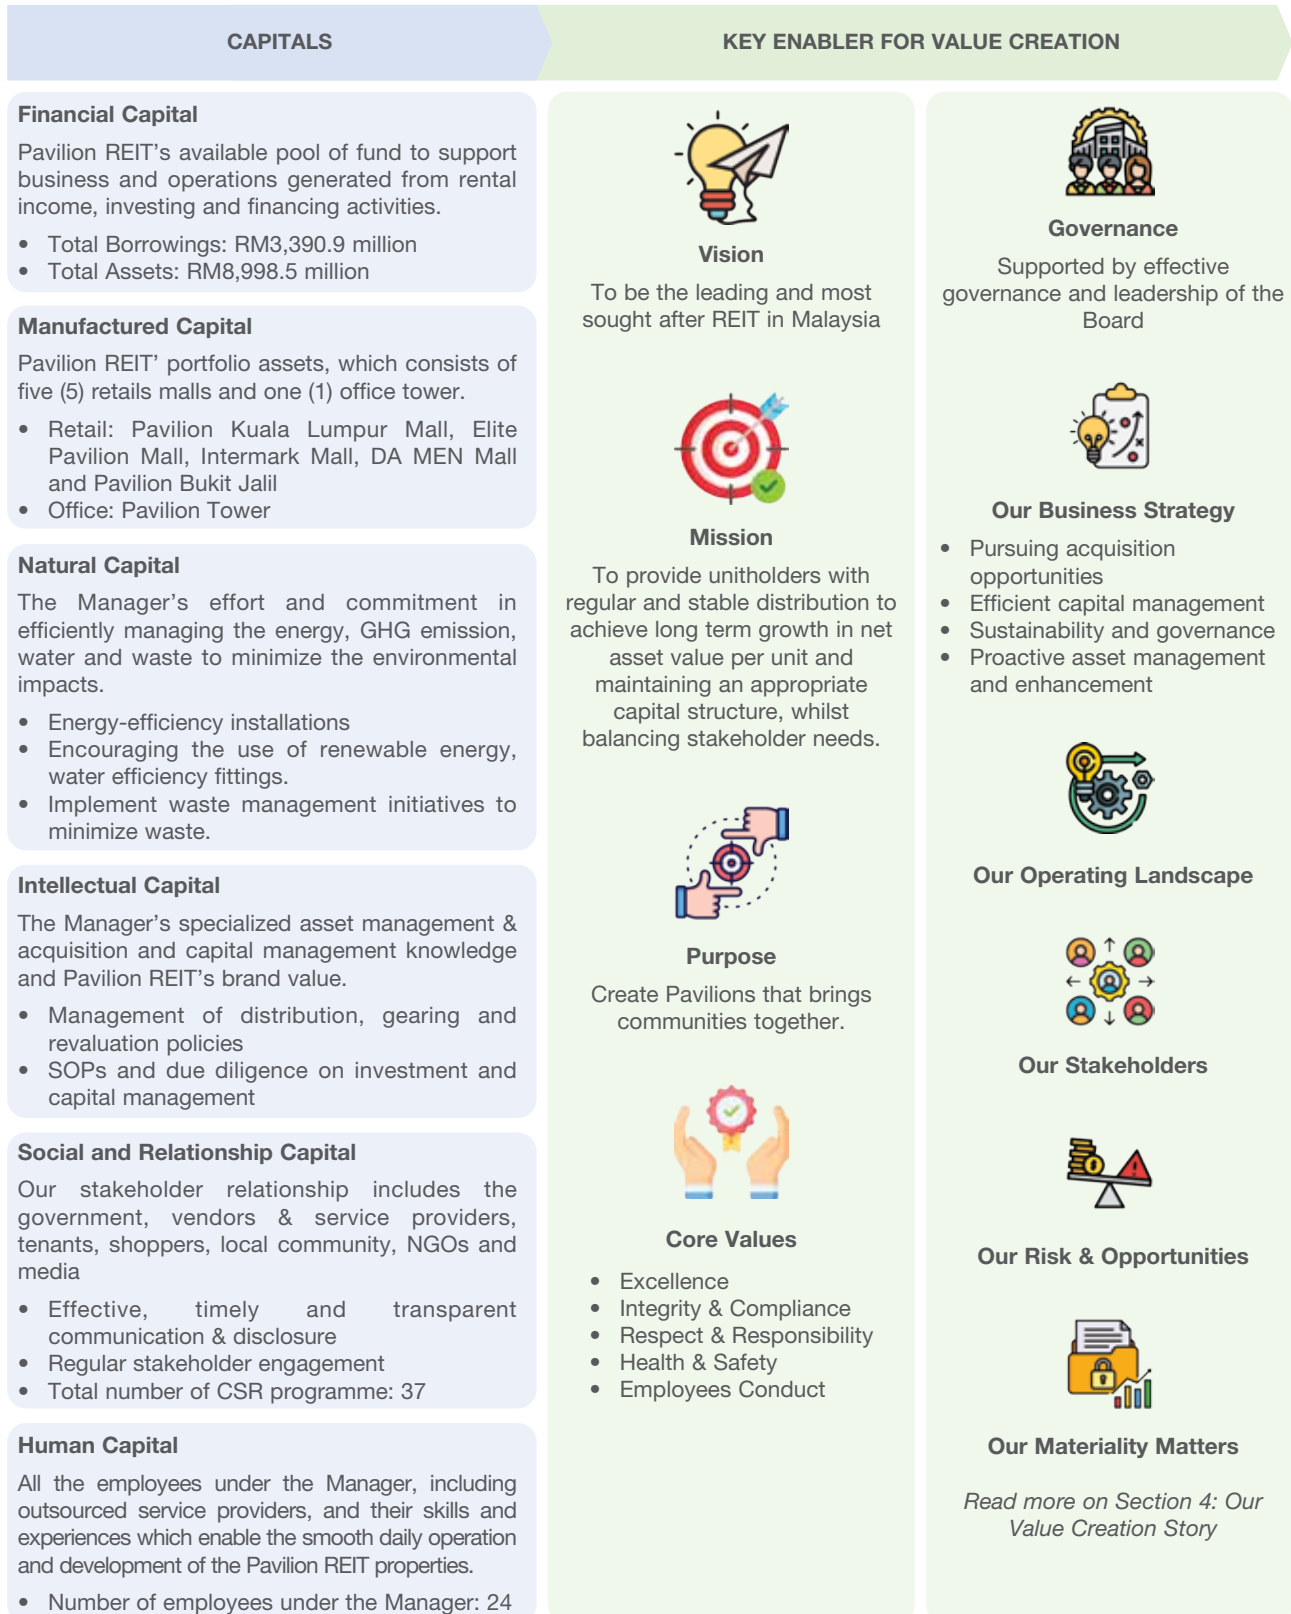 CAPITALS
KEY ENABLER FOR VALUE CREATION
Financial Capital
Pavilion REIT's available pool of fund to support
business and operations generated from rental
income, investing and financing activities.
• Total Borrowings: RM3,390.9 million
• Total Assets: RM8,998.5 million
Manufactured Capital
Pavilion REIT' portfolio assets, which consists of
five (5) retails malls and one (1) office tower.
• Retail: Pavilion Kuala Lumpur Mall, Elite
Pavilion Mall, Intermark Mall, DA MEN Mall
and Pavilion Bukit Jalil
• Office: Pavilion Tower
Natural Capital
The Manager's effort and commitment in
efficiently managing the energy, GHG emission,
water and waste to minimize the environmental
impacts.
• Energy-efficiency installations
• Encouraging the use of renewable energy,
water efficiency fittings.
• Implement waste management initiatives to
minimize waste.
Intellectual Capital
The Manager's specialized asset management &
acquisition and capital management knowledge
and Pavilion REIT's brand value.
• Management of distribution, gearing and
revaluation policies
• SOPs and due diligence on investment and
capital management
Social and Relationship Capital
Our stakeholder relationship includes the
government, vendors & service providers,
tenants, shoppers, local community, NGOs and
media
• Effective, timely and transparent
communication & disclosure
• Regular stakeholder engagement
• Total number of CSR programme: 37
Human Capital
All the employees under the Manager, including
outsourced service providers, and their skills and
experiences which enable the smooth daily operation
and development of the Pavilion REIT properties.
• Number of employees under the Manager: 24
Vision
To be the leading and most
sought after REIT in Malaysia
Mission
To provide unitholders with
regular and stable distribution to
achieve long term growth in net
asset value per unit and
maintaining an appropriate
capital structure, whilst
balancing stakeholder needs.
Purpose
Create Pavilions that brings
communities together.
Core Values
• Excellence
• Integrity & Compliance
• Respect & Responsibility
• Health & Safety
• Employees Conduct
Governance
Supported by effective
governance and leadership of the
Board
Our Business Strategy
• Pursuing acquisition
opportunities
• Efficient capital management
• Sustainability and governance
• Proactive asset management
and enhancement
Our Operating Landscape
Our Stakeholders
Our Risk & Opportunities
Our Materiality Matters
Read more on Section 4: Our
Value Creation Story